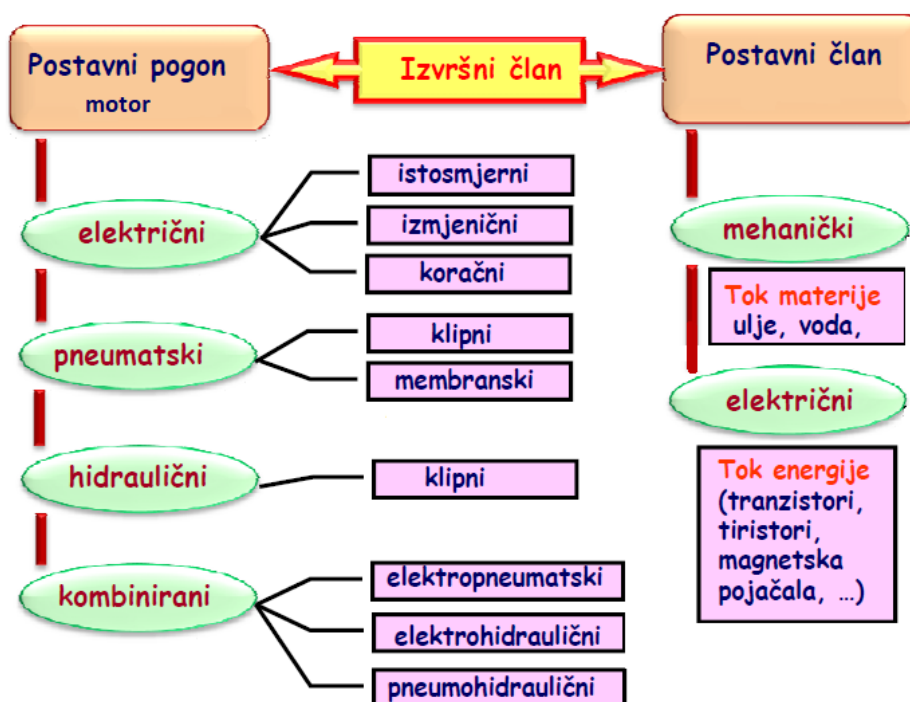 Postavni pogon
motor
Izvršni član
Postavni član
električni
istosmjerni
izmjenični
koračni
pneumatski
klipni
membranski
hidraulični
klipni
kombinirani
elektropneumatski
elektrohidraulični
pneumohidraulični
mehanički
Tok materije
ulje, voda,
električni
Tok energije
(tranzistori,
tiristori,
magnetska
pojačala, ...)